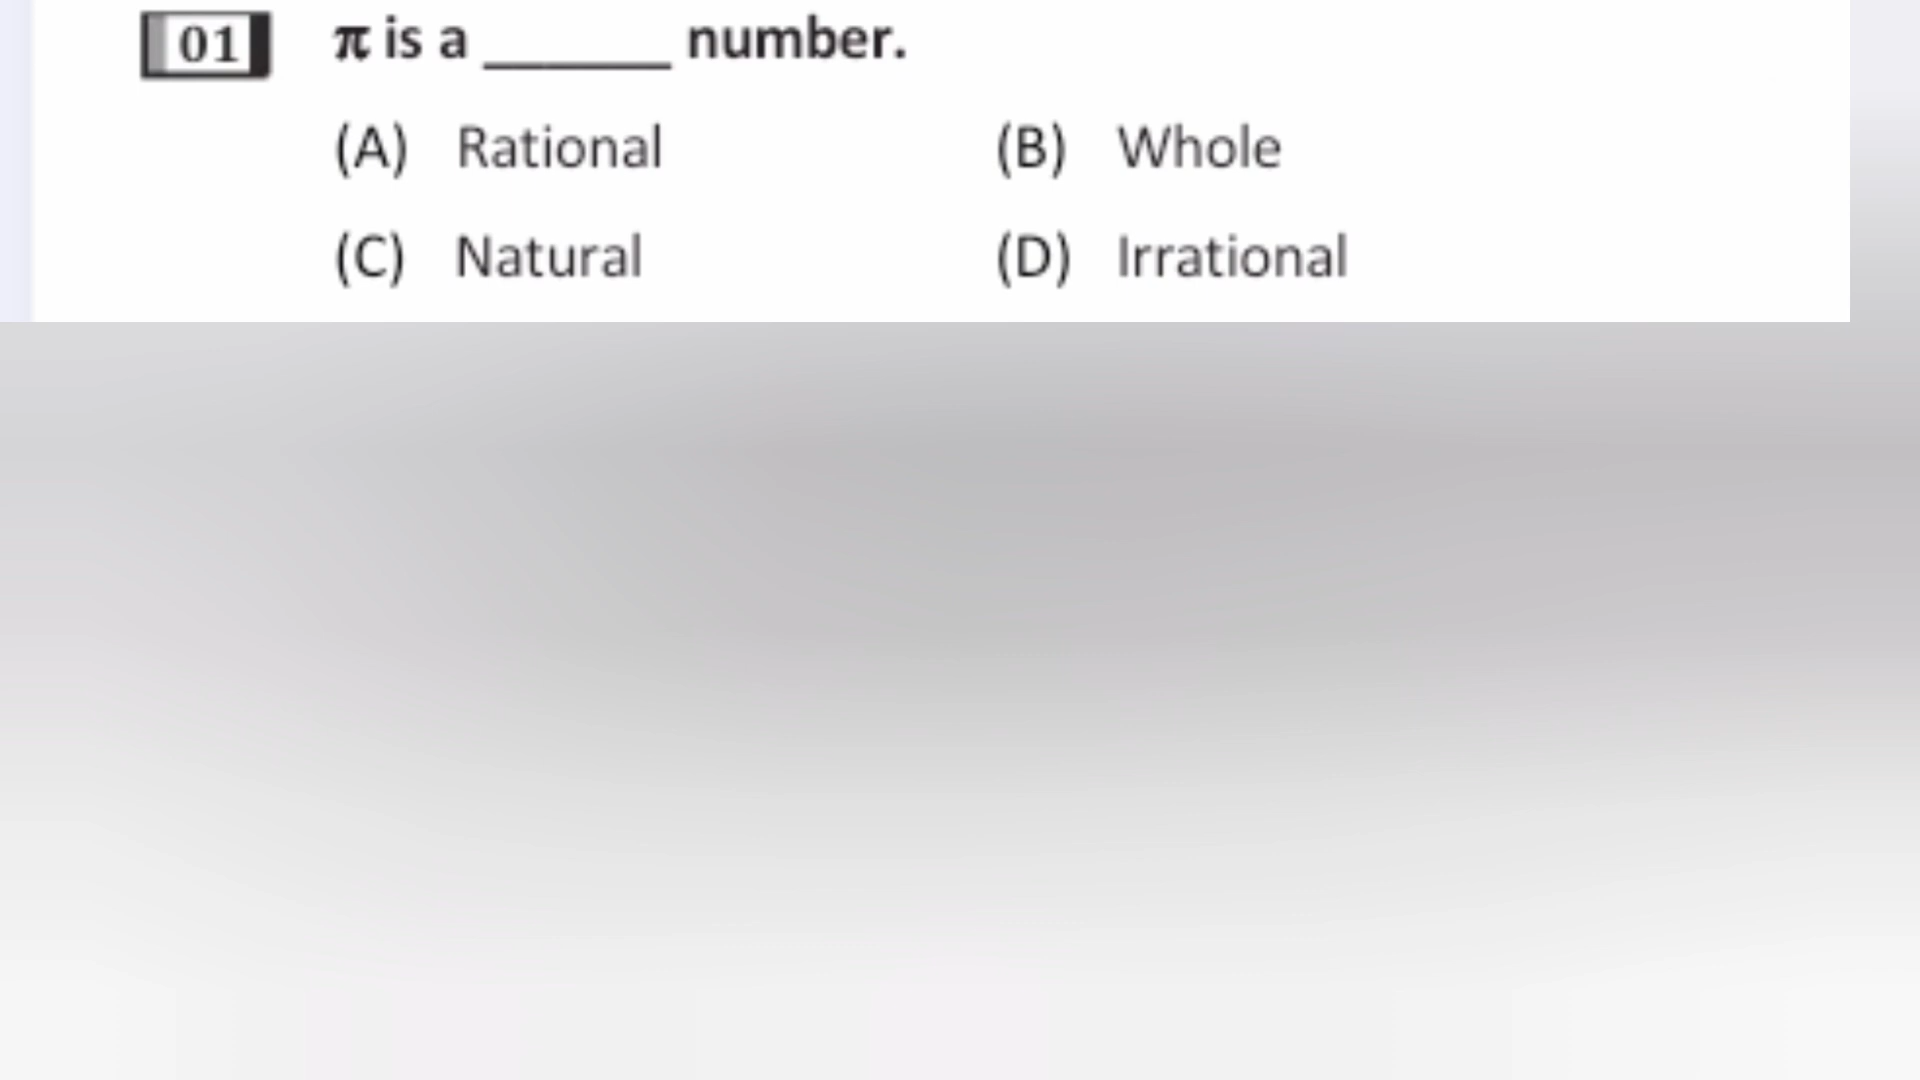 01 π is a ______ number.
(A) Rational (B) Whole
(C) Natural (D) Irrational